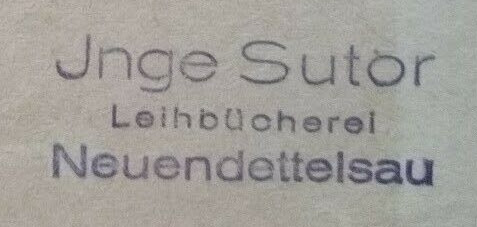 Jnge Sutor
Leihbücherei
Neuendettelsau